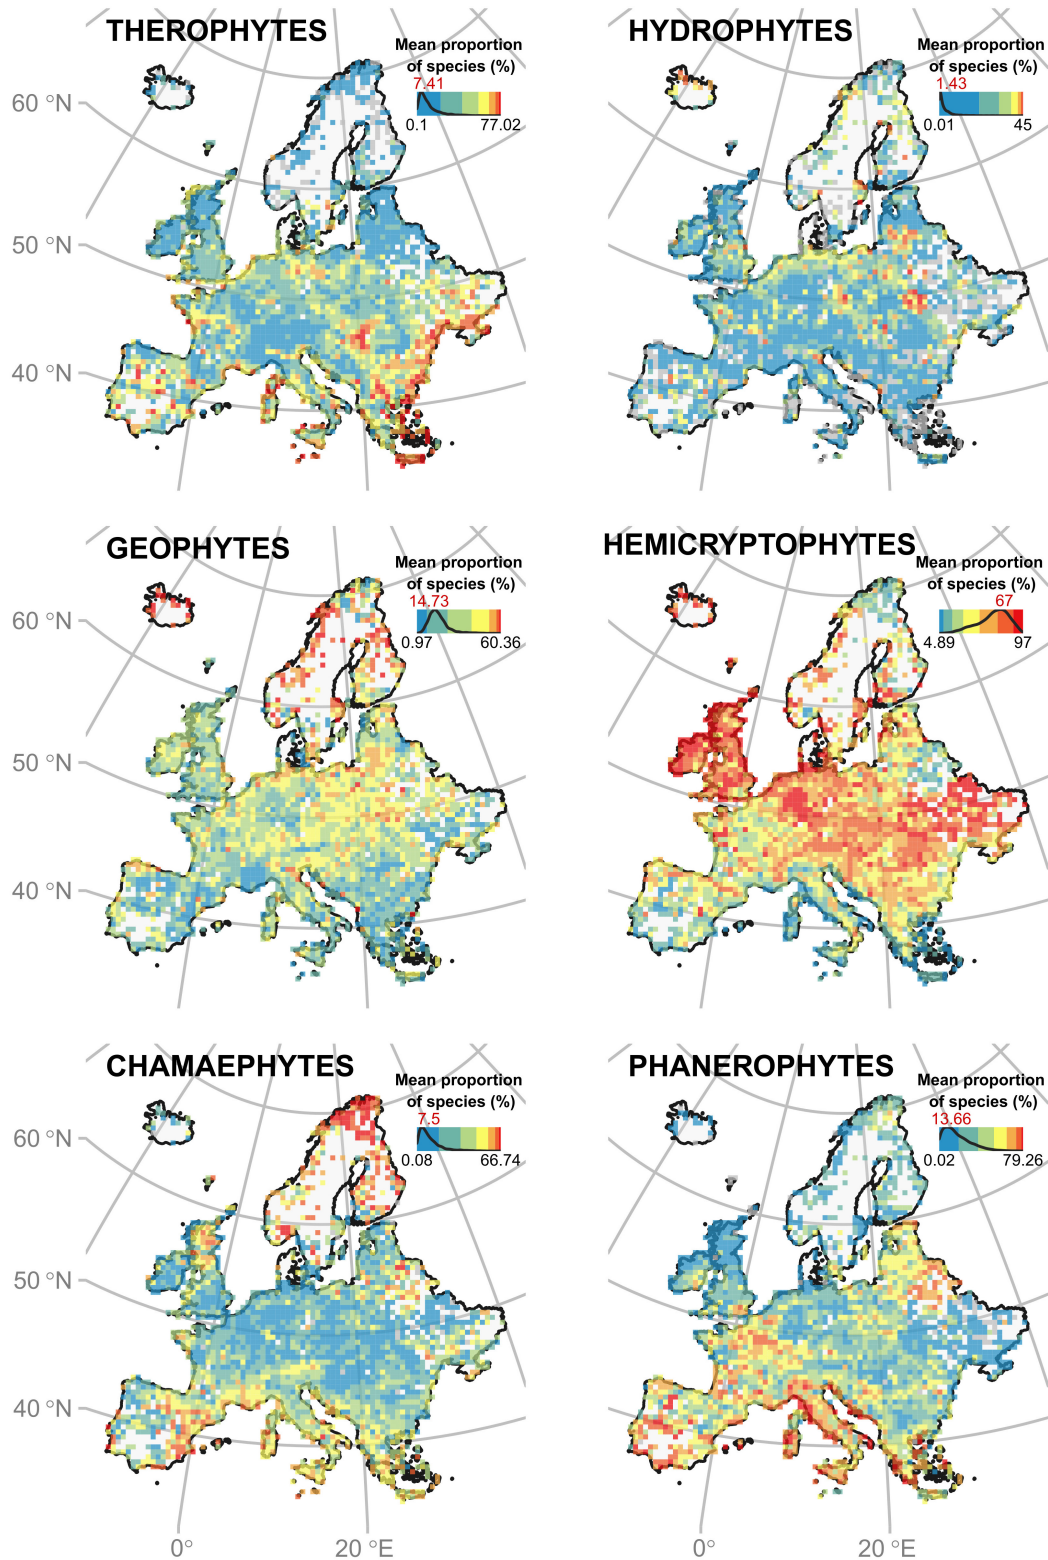 THEROPHYTES
Mean proportion
of species (%)
7.41
0.1 77.02
HYDROPHYTES
Mean proportion
of species (%)
1.43
0.01 45
60 °N
50 °N
40 °N
GEOPHYTES
Mean proportion
of species (%)
14.73
0.97 60.36
HEMICRYPTOPHYTES
Mean proportion
of species (%)
67
4.89 97
60 °N
50 °N
40 °N
CHAMAEPHYTES
Mean proportion
of species (%)
7.5
0.08 66.74
PHANEROPHYTES
Mean proportion
of species (%)
13.66
0.02 79.26
60 °N
50 °N
40 °N
0° 20 °E
0° 20 °E